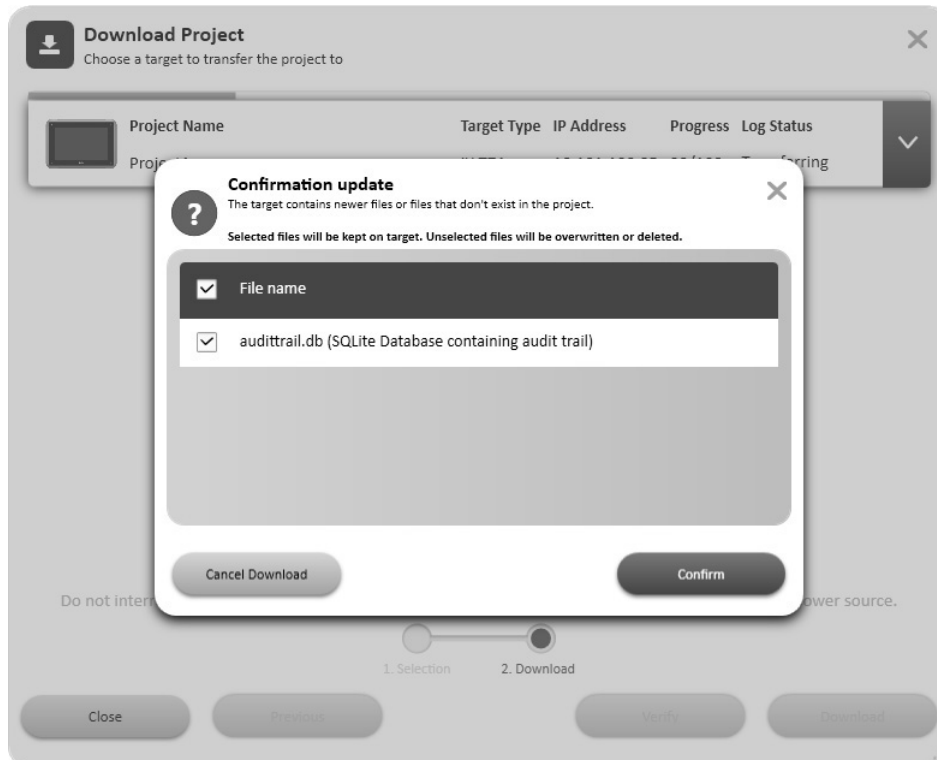 Download Project
Choose a target to transfer the project to
Project Name Target Type IP Address Progress Log Status
Confirmation update
The target contains newer files or files that don't exist in the project.
Selected files will be kept on target. Unselected files will be overwritten or deleted.
File name
audittrail.db (SQLite Database containing audit trail)
Cancel Download Confirm
Do not source.
1. Selection 2. Download
Close Previous Verify Download